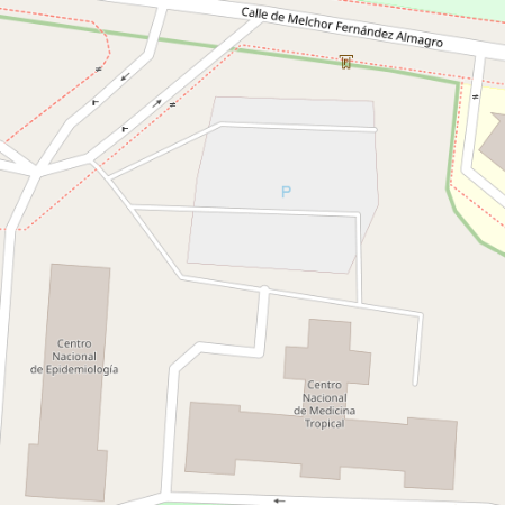 Calle de Melchor Fernández Almagro
P
Centro
Nacional
de Epidemiología
Centro
Nacional
de Medicina
Tropical